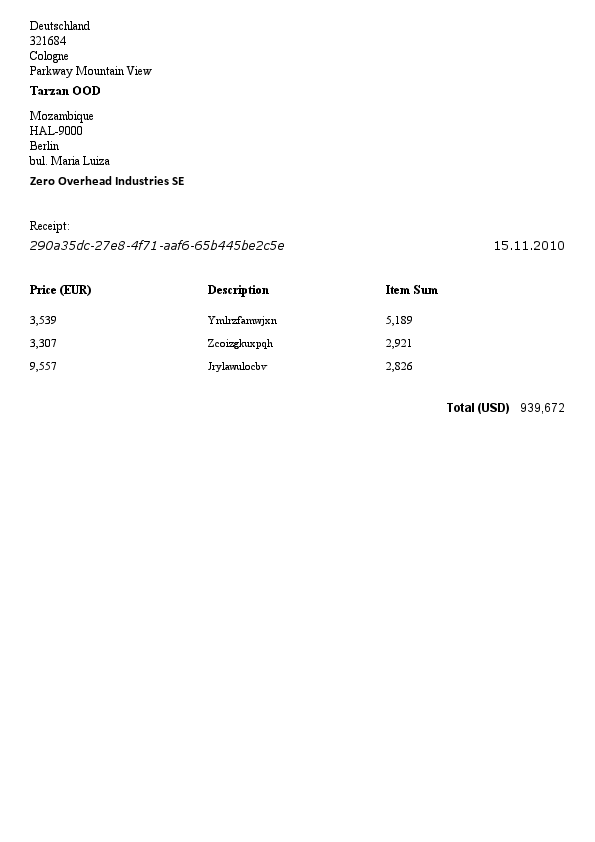 Deutschland
321684
Cologne
Parkway Mountain View
Tarzan OOD
Mozambique
HAL-9000
Berlin
bul. Maria Luiza
Zero Overhead Industries SE
Receipt:
290a35dc-27e8-4f71-aaf6-65b445be2c5e 15.11.2010
Price (EUR) Description Item Sum
3,539 Ymlrzfamwjxn 5,189
3,307 Zcoizgkuxpqh 2,921
9,557 Jrylawulocbv 2,826
Total (USD) 939,672